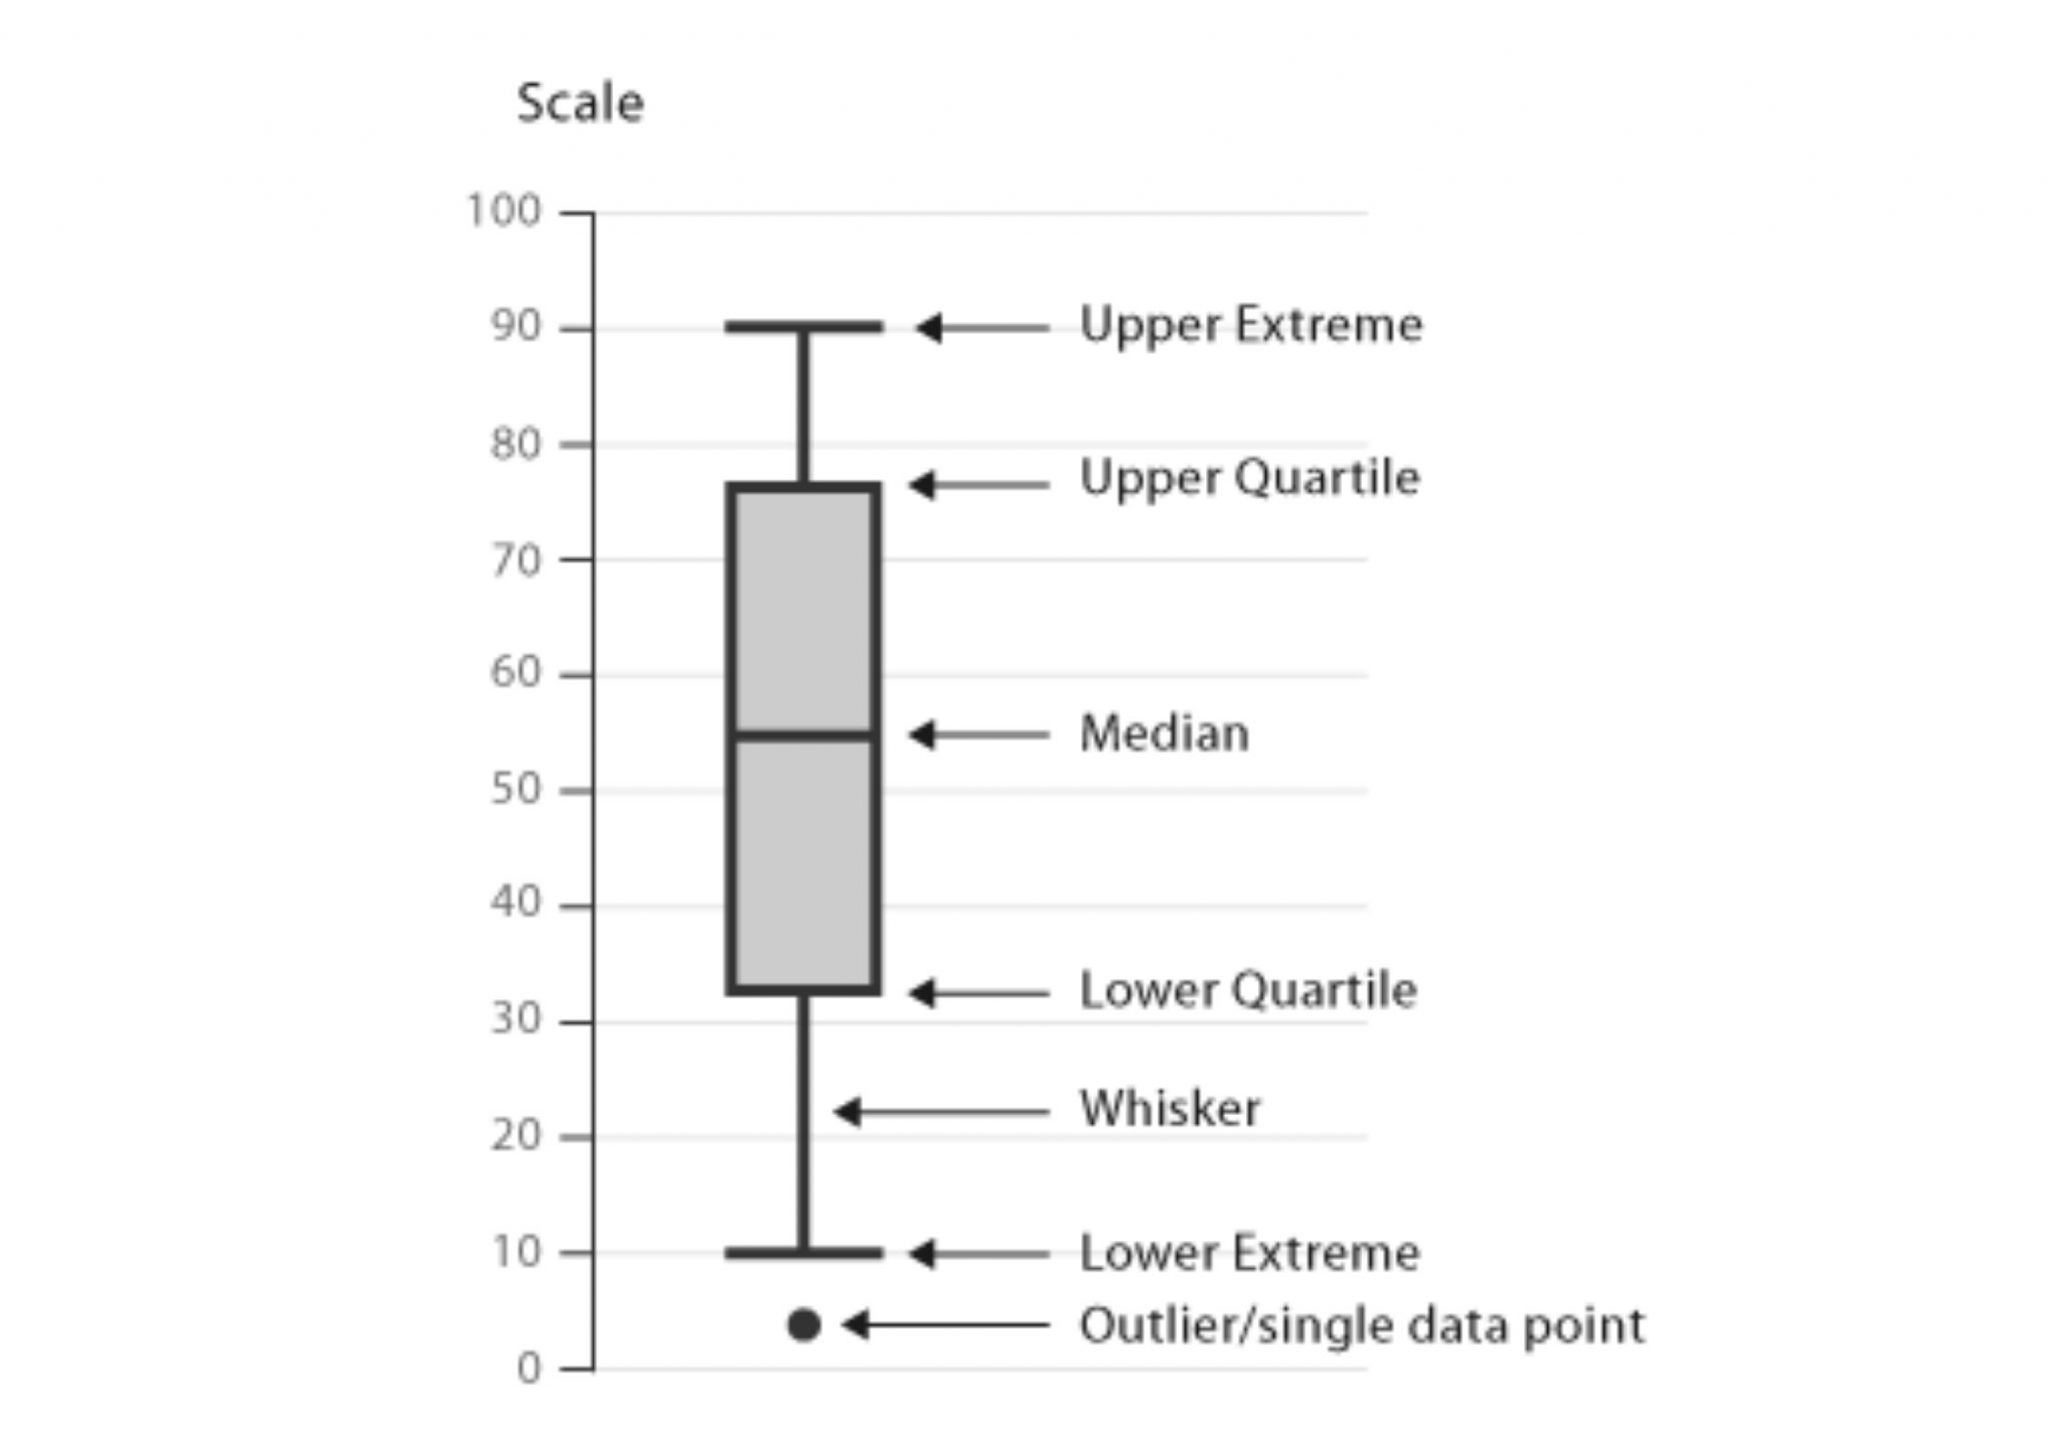 Scale
100
90
Upper Extreme
80
Upper Quartile
70
60
Median
50
40
Lower Quartile
30
Whisker
20
10
Lower Extreme
Outlier/single data point
0